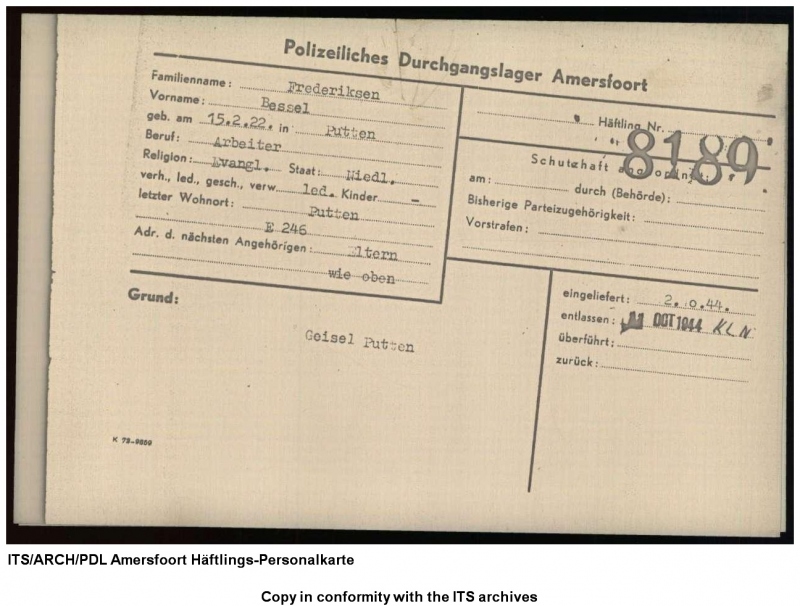 Polizeiliches Durchgangslager Amersfoort
Familienname: Frederiksen
Vorname: Bessel
geb. am 15.2.22. in Putten
Beruf: Arbeiter
Religion: Evangl. Staat: Niedl.
verh., led., gesch., verw. led. Kinder -
letzter Wohnort: Putten
E 246
Adr. d. nächsten Angehörigen: Eltern
wie oben
Häftling Nr.
8189
Schutzhaft angeordnet:
am: durch (Behörde):
Bisherige Parteizugehörigkeit:
Vorstrafen:
Grund:
Geisel Putten
eingeliefert: 2. 0.44.
entlassen: 11 OCT 1944 KLN
überführt:
zurück:
K 73-9809
ITS/ARCH/PDL Amersfoort Häftlings-Personalkarte
Copy in conformity with the ITS archives